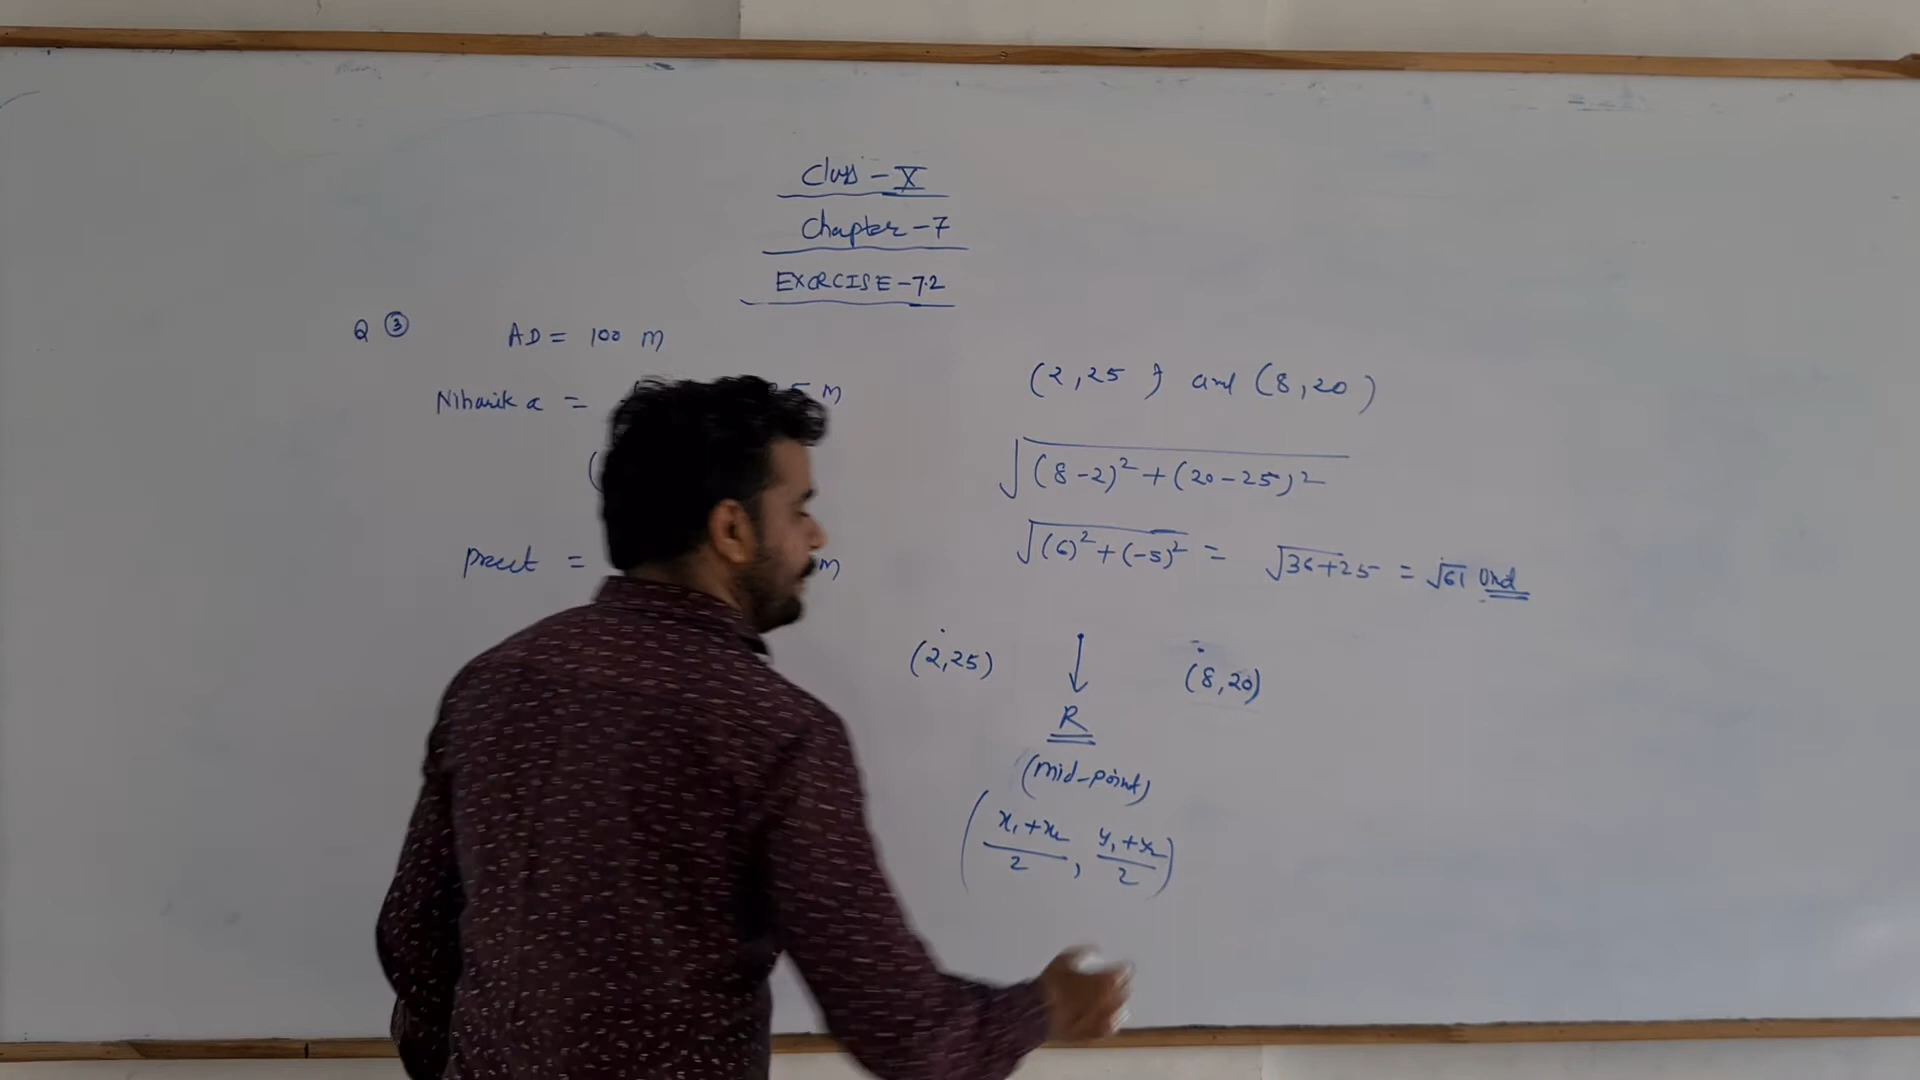 Class - X
Chapter - 7
EXERCISE - 7.2
Q ③ AD = 100 m
Niharika = m
(
preet = m
(2,25) and (8,20)
√(8-2)²+(20-25)²
√(6)²+(-5)² = √36+25 = √61 Unit
(2,25) (8,20)
R
(mid-point)
(x₁+x₂/2, y₁+y₂/2)